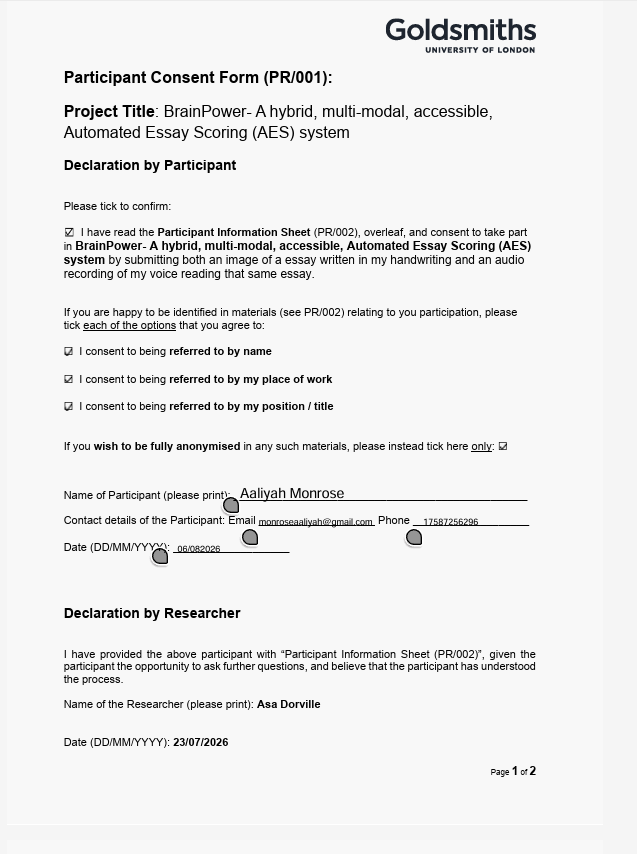 Goldsmiths
UNIVERSITY OF LONDON
Participant Consent Form (PR/001):
Project Title: BrainPower- A hybrid, multi-modal, accessible,
Automated Essay Scoring (AES) system
Declaration by Participant
Please tick to confirm:
☑ I have read the Participant Information Sheet (PR/002), overleaf, and consent to take part
in BrainPower- A hybrid, multi-modal, accessible, Automated Essay Scoring (AES)
system by submitting both an image of a essay written in my handwriting and an audio
recording of my voice reading that same essay.
If you are happy to be identified in materials (see PR/002) relating to you participation, please
tick each of the options that you agree to:
☑ I consent to being referred to by name
☑ I consent to being referred to by my place of work
☑ I consent to being referred to by my position / title
If you wish to be fully anonymised in any such materials, please instead tick here only: ☑
Name of Participant (please print): Aaliyah Monrose
Contact details of the Participant: Email monroseaaliyah@gmail.com Phone 17587256296
Date (DD/MM/YYYY): 06/082026
Declaration by Researcher
I have provided the above participant with “Participant Information Sheet (PR/002)”, given the
participant the opportunity to ask further questions, and believe that the participant has understood
the process.
Name of the Researcher (please print): Asa Dorville
Date (DD/MM/YYYY): 23/07/2026
Page 1 of 2